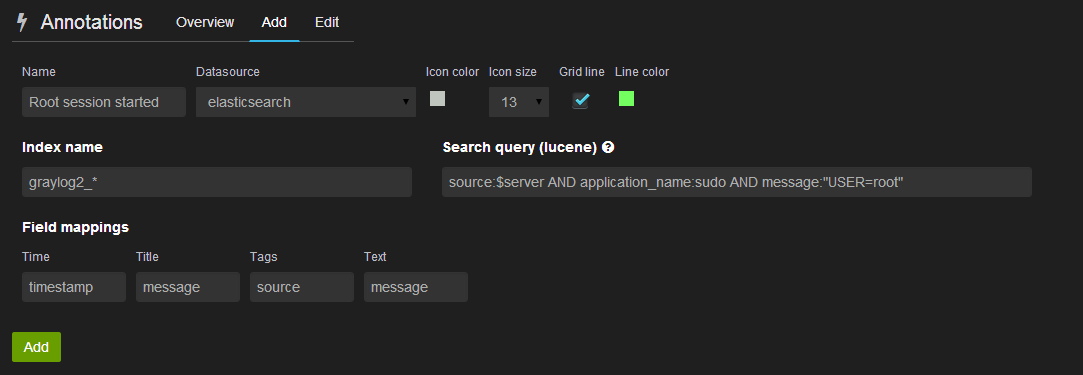 Annotations Overview Add Edit
Name Datasource Icon color Icon size Grid line Line color
Root session started elasticsearch 13
Index name Search query (lucene)
graylog2_* source:$server AND application_name:sudo AND message:"USER=root"
Field mappings
Time Title Tags Text
timestamp message source message
Add